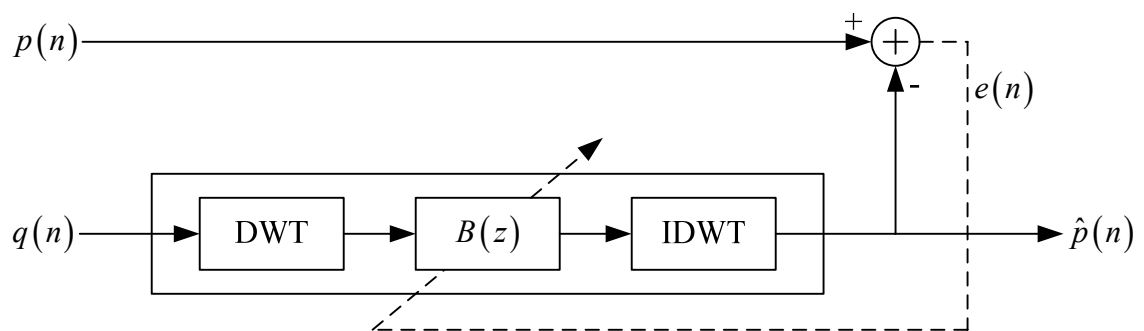 p(n)
+
+
-
e(n)
q(n)
DWT
B(z)
IDWT
p̂(n)